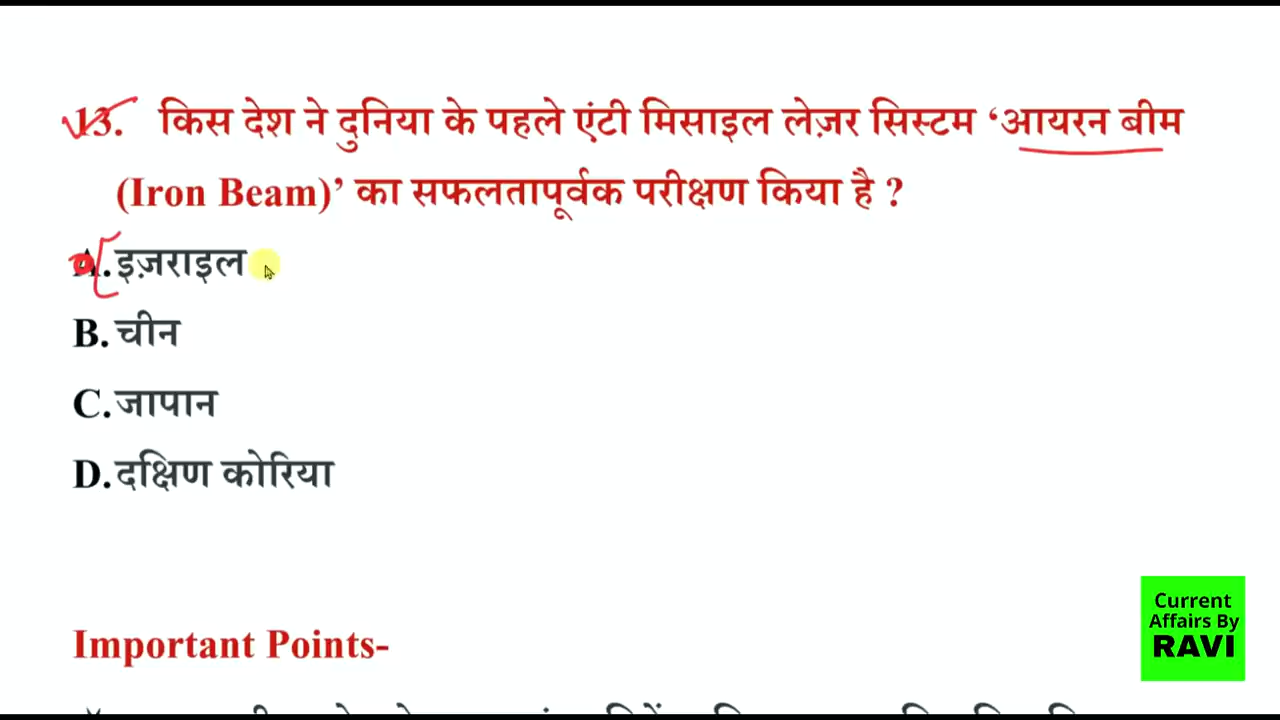 13. किस देश ने दुनिया के पहले एंटी मिसाइल लेज़र सिस्टम ‘आयरन बीम
(Iron Beam)’ का सफलतापूर्वक परीक्षण किया है ?
A. इज़राइल
B. चीन
C. जापान
D. दक्षिण कोरिया
Important Points-
Current
Affairs By
RAVI